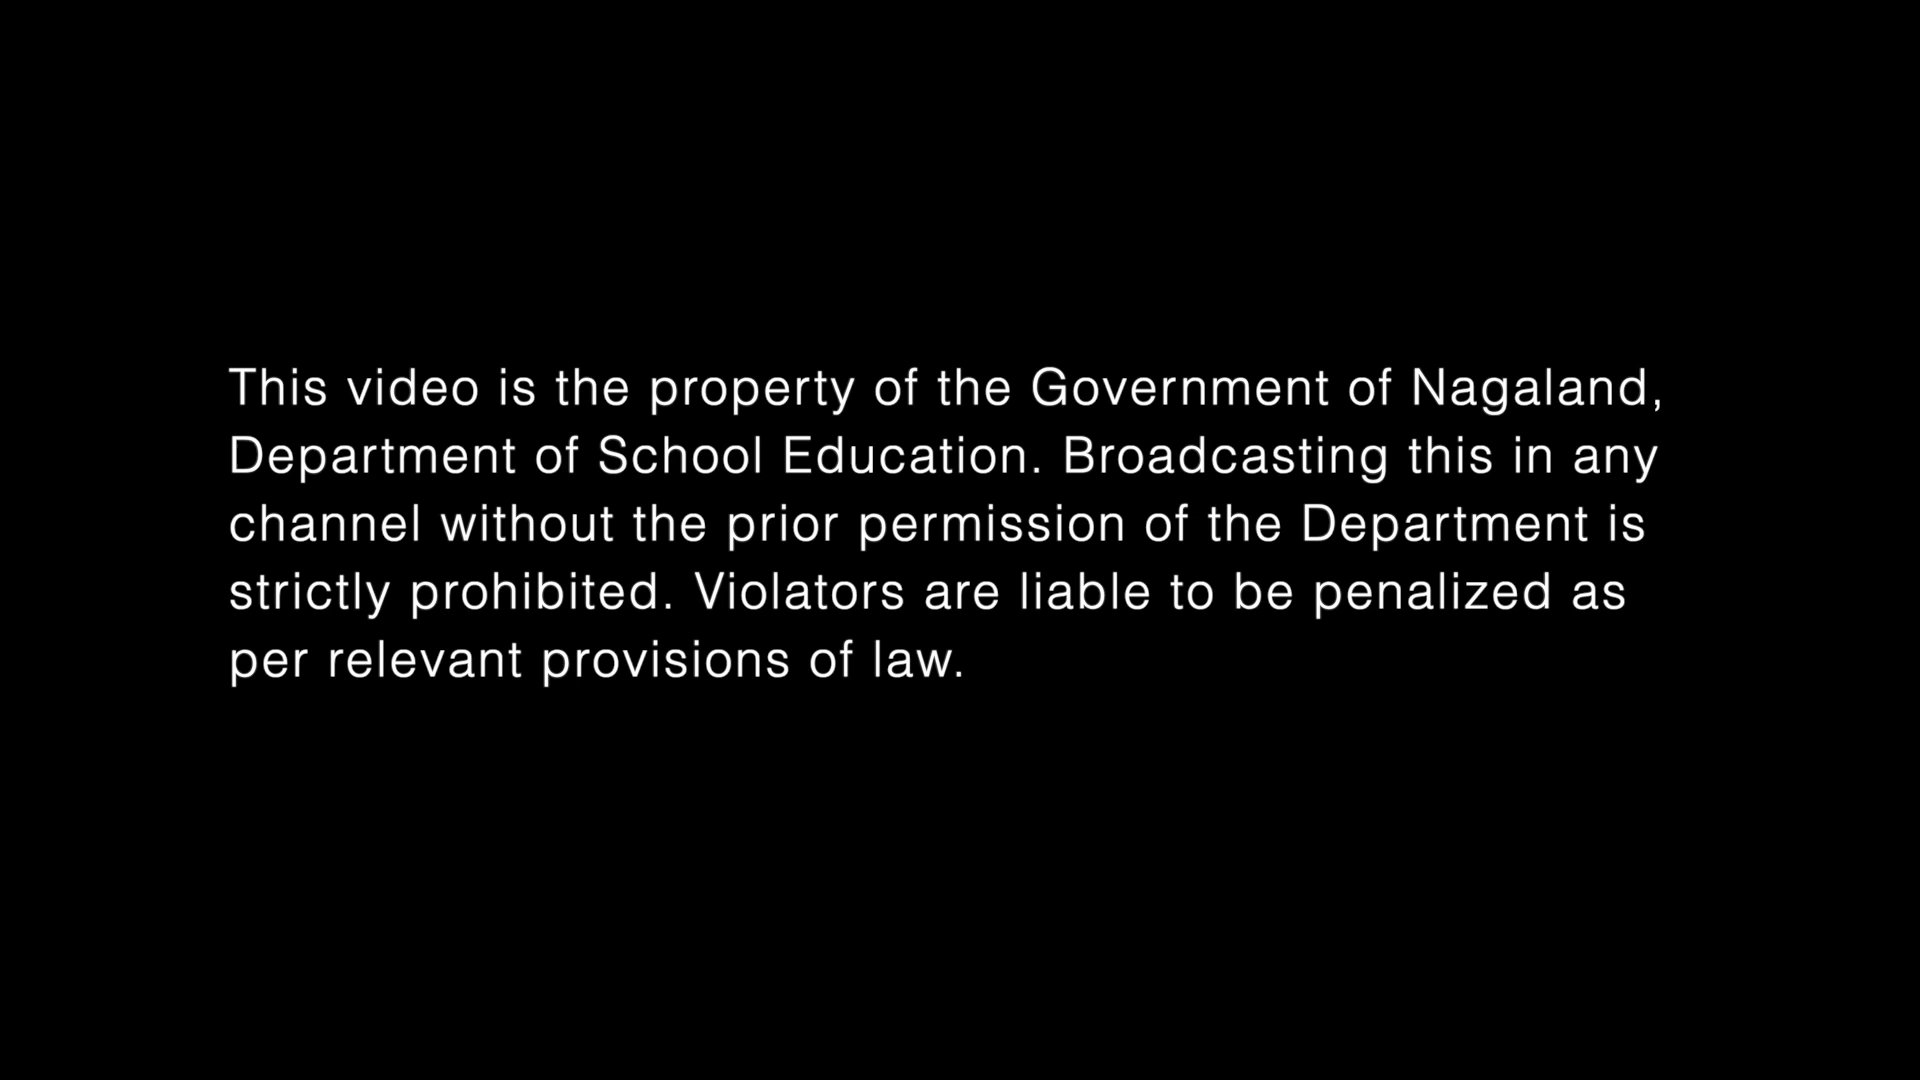 This video is the property of the Government of Nagaland,
Department of School Education. Broadcasting this in any
channel without the prior permission of the Department is
strictly prohibited. Violators are liable to be penalized as
per relevant provisions of law.